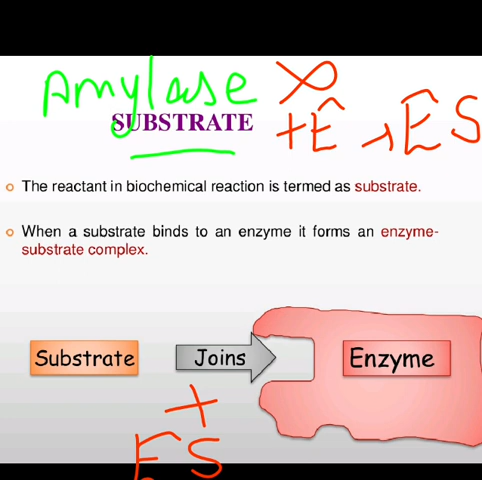 Amylase
+E → ES
SUBSTRATE
The reactant in biochemical reaction is termed as substrate.
When a substrate binds to an enzyme it forms an enzyme-
substrate complex.
Substrate Joins Enzyme
+
ES